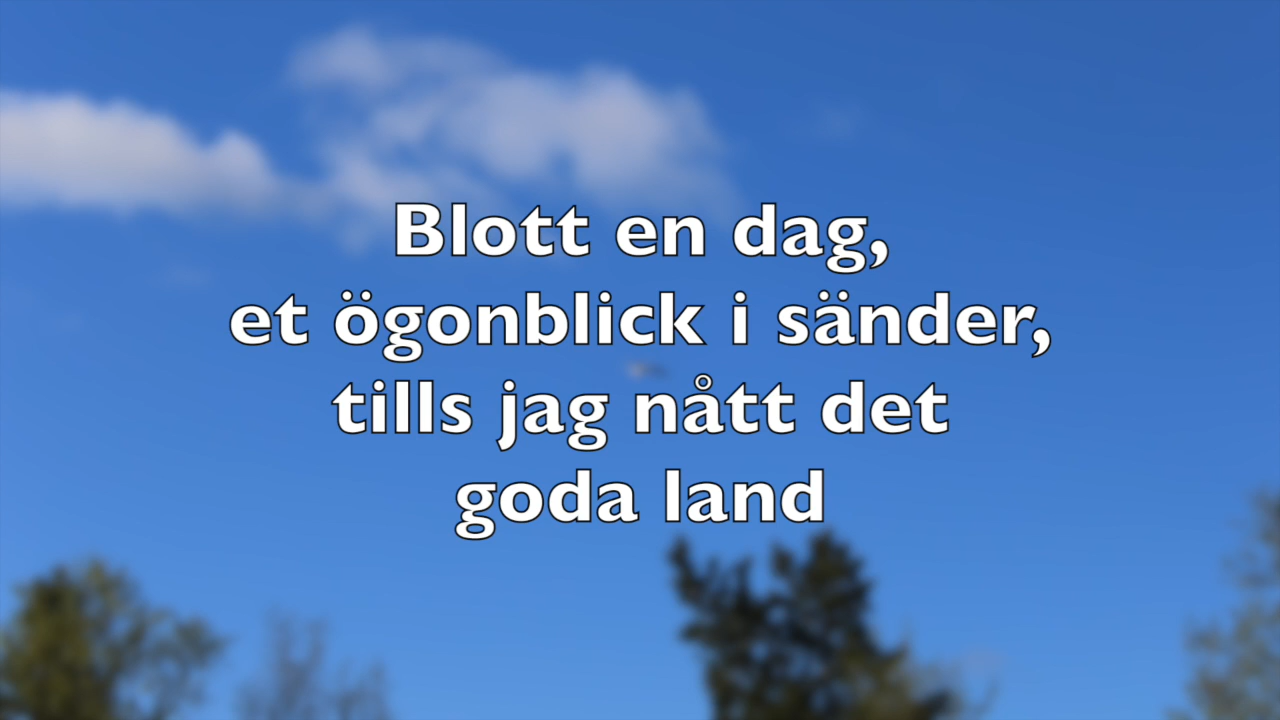 Blott en dag,
et ögonblick i sänder,
tills jag nått det
goda land